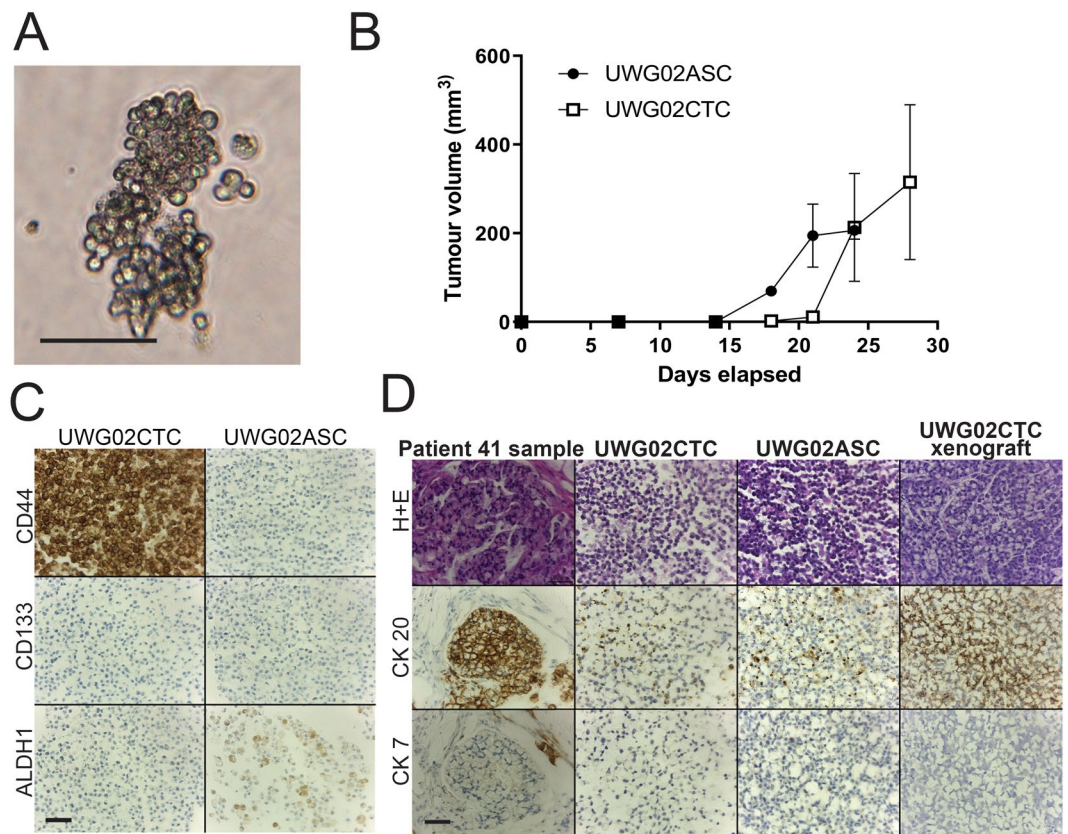 A
B
600
400
200
0
Tumour volume (mm³)
UWG02ASC
UWG02CTC
0 5 10 15 20 25 30
Days elapsed
C
UWG02CTC UWG02ASC
CD44
CD133
ALDH1
D
Patient 41 sample UWG02CTC UWG02ASC UWG02CTC
xenograft
H+E
CK 20
CK 7